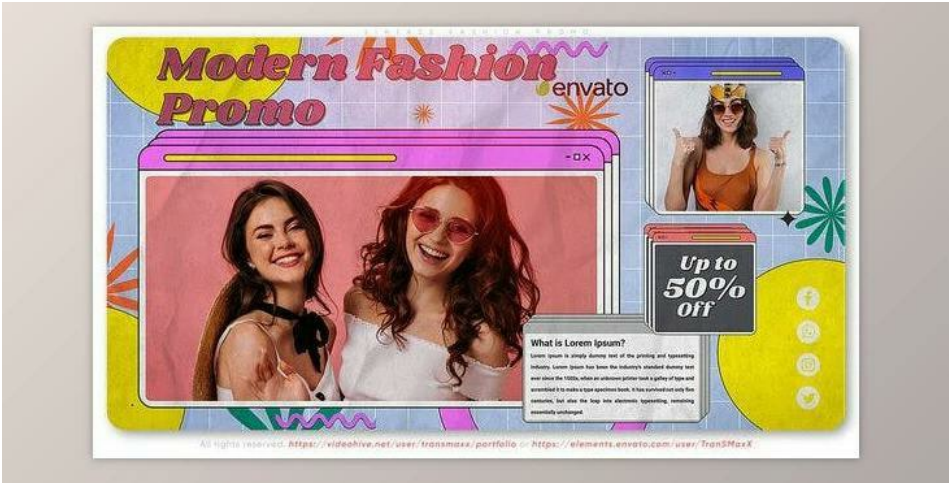 FASHION PROMO
Modern Fashion
Promo
envato
Up to
50%
Off
What is Lorem Ipsum?
Lorem Ipsum is simply dummy text of the printing and typesetting
industry. Lorem Ipsum has been the industry's standard dummy text
ever since the 1500s, when an unknown printer took a galley of type and
scrambled it to make a type specimen book. It has survived not only five
centuries, but also the leap into electronic typesetting, remaining
essentially unchanged.
All rights reserved. https://videohive.net/user/transmaxx/portfolio or https://elements.envato.com/user/TranSMaxX